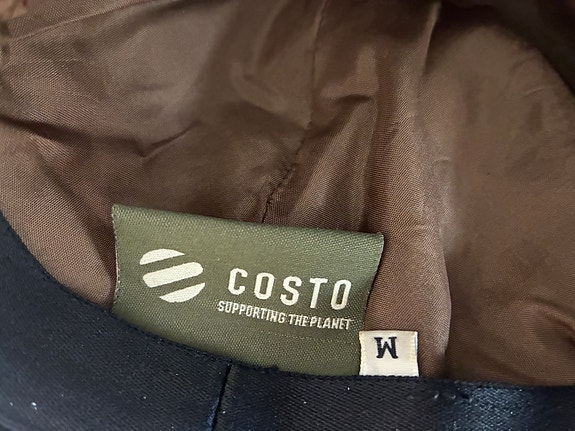 COSTO
SUPPORTING THE PLANET
M